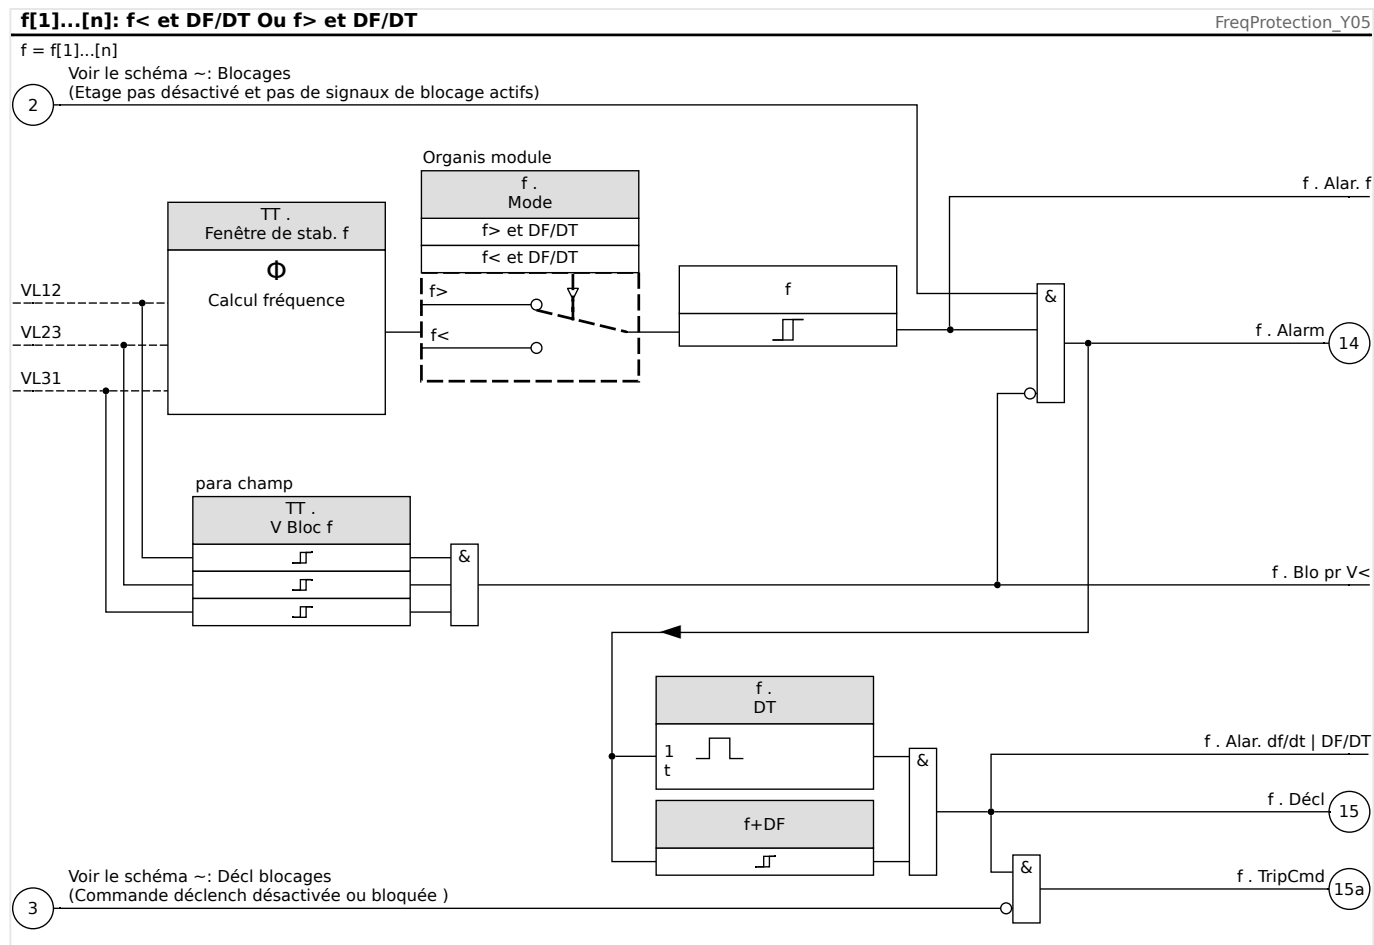 f[1]...[n]: f< et DF/DT Ou f> et DF/DT
FreqProtection_Y05
f = f[1]...[n]
Voir le schéma ~: Blocages
(Etage pas désactivé et pas de signaux de blocage actifs)
2
Organis module
f .
Mode
f> et DF/DT
f< et DF/DT
f>
f<
TT .
Fenêtre de stab. f
Φ
Calcul fréquence
VL12
VL23
VL31
f
&
f . Alar. f
f . Alarm
14
para champ
TT .
V Bloc f
&
f . Blo pr V<
f .
DT
1
t
f+DF
&
f . Alar. df/dt | DF/DT
f . Décl
15
&
f . TripCmd
15a
Voir le schéma ~: Décl blocages
(Commande déclench désactivée ou bloquée )
3